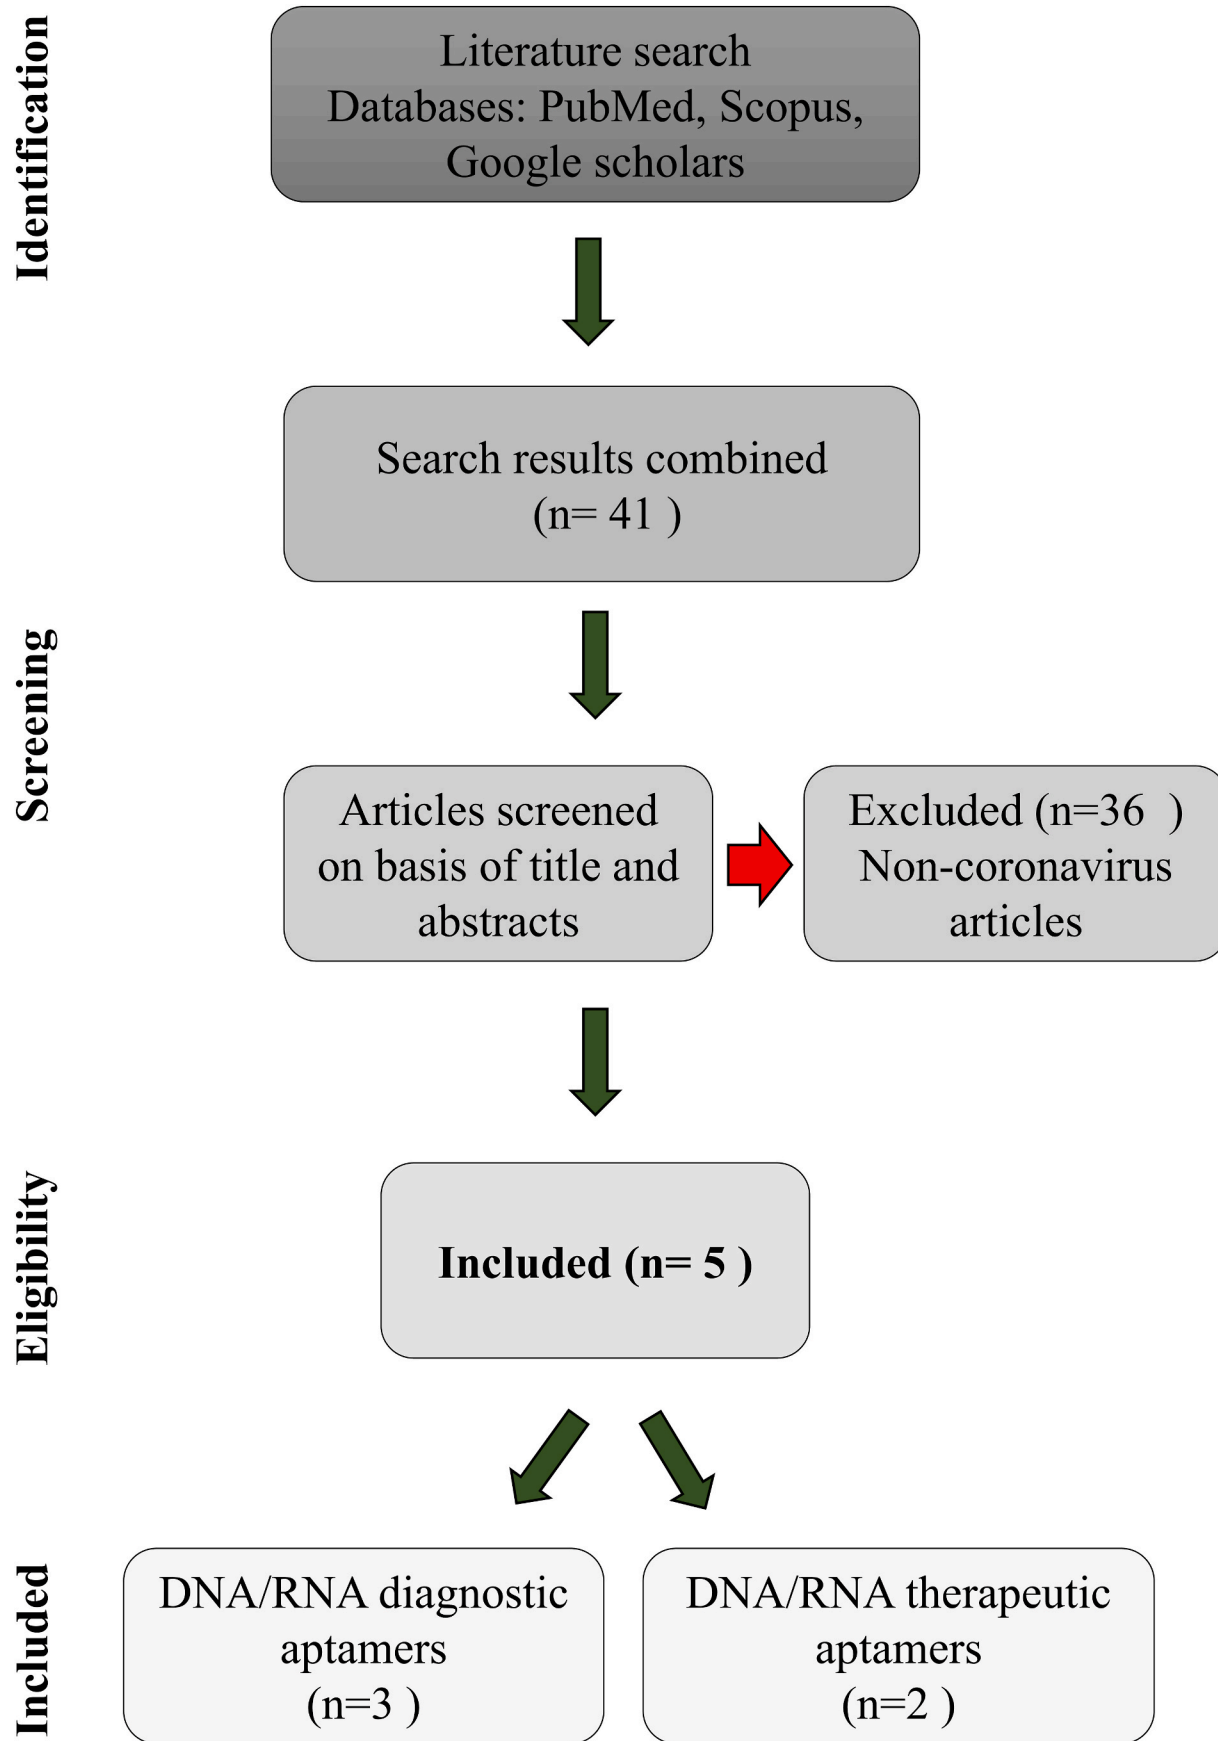 Identification
Literature search
Databases: PubMed, Scopus,
Google scholars
Search results combined
(n= 41 )
Screening
Articles screened
on basis of title and
abstracts
Excluded (n=36 )
Non-coronavirus
articles
Eligibility
Included (n= 5 )
Included
DNA/RNA diagnostic
aptamers
(n=3 )
DNA/RNA therapeutic
aptamers
(n=2 )